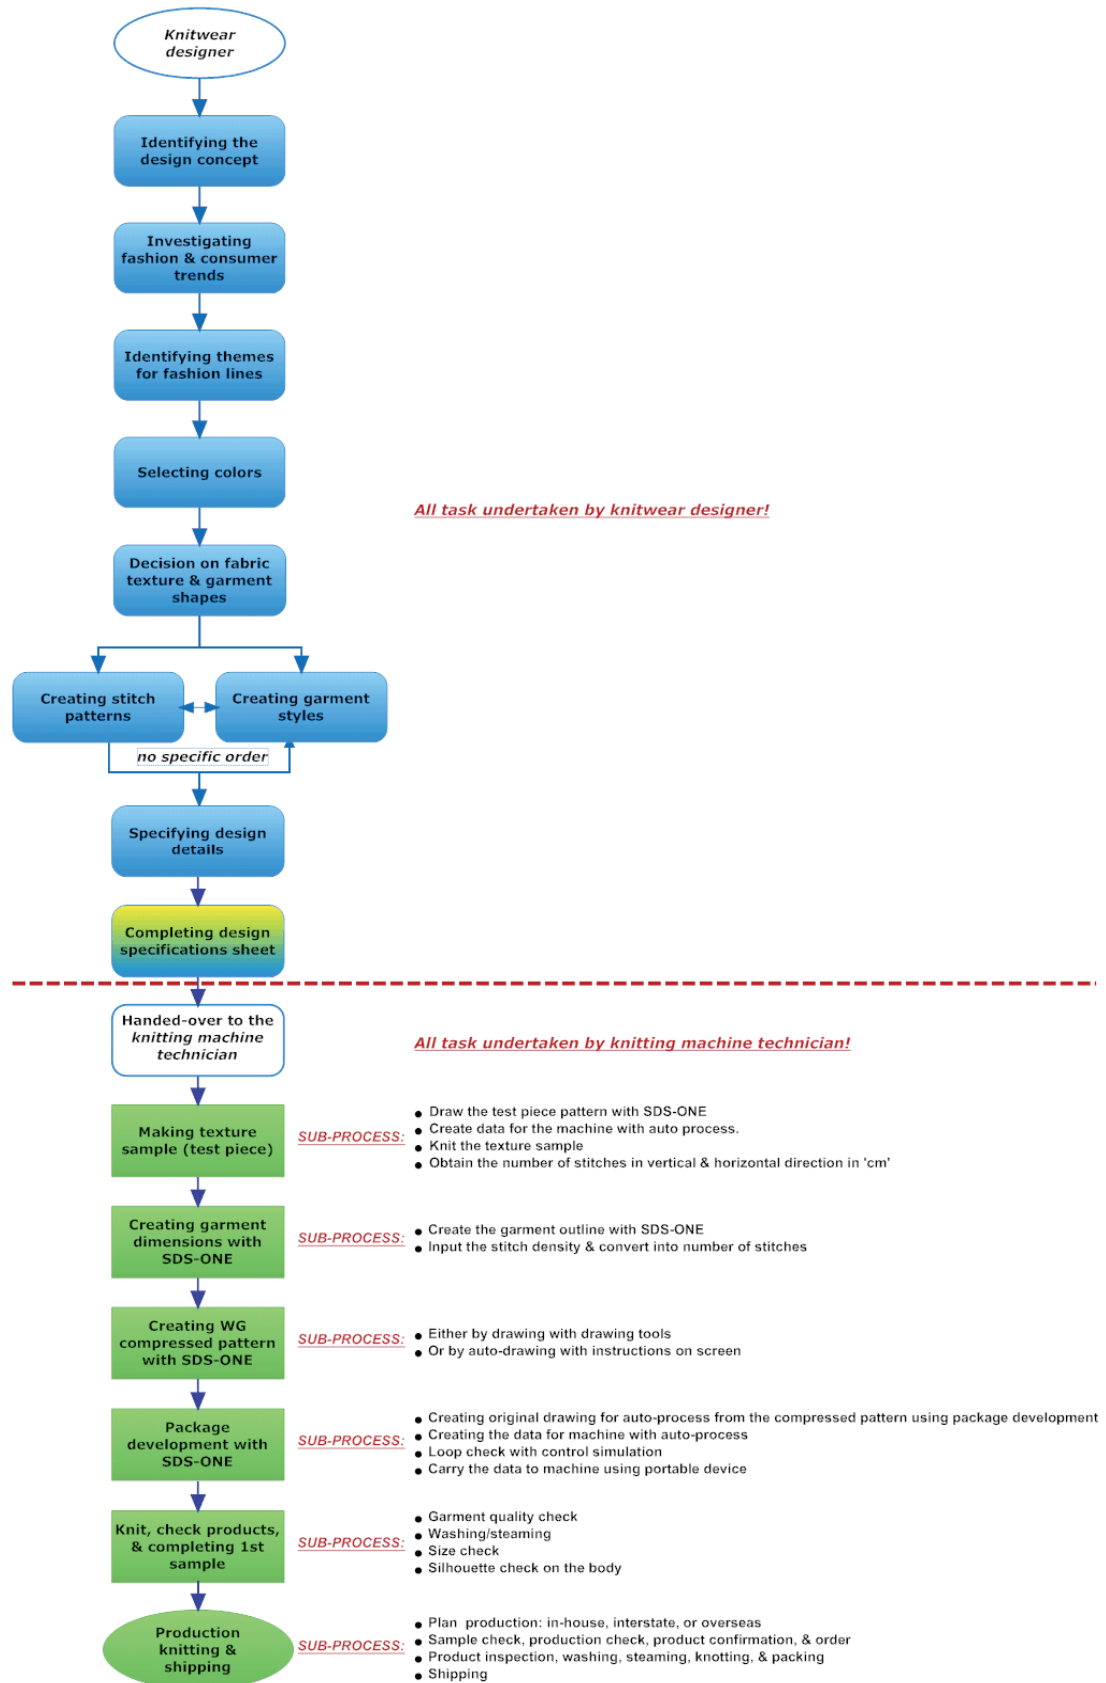 Knitwear
designer
Identifying the
design concept
Investigating
fashion & consumer
trends
Identifying themes
for fashion lines
Selecting colors
All task undertaken by knitwear designer!
Decision on fabric
texture & garment
shapes
Creating stitch
patterns
Creating garment
styles
no specific order
Specifying design
details
Completing design
specifications sheet
Handed-over to the
knitting machine
technician
All task undertaken by knitting machine technician!
Making texture
sample (test piece)
SUB-PROCESS:
● Draw the test piece pattern with SDS-ONE
● Create data for the machine with auto process.
● Knit the texture sample
● Obtain the number of stitches in vertical & horizontal direction in 'cm'
Creating garment
dimensions with
SDS-ONE
SUB-PROCESS:
● Create the garment outline with SDS-ONE
● Input the stitch density & convert into number of stitches
Creating WG
compressed pattern
with SDS-ONE
SUB-PROCESS:
● Either by drawing with drawing tools
● Or by auto-drawing with instructions on screen
Package
development with
SDS-ONE
SUB-PROCESS:
● Creating original drawing for auto-process from the compressed pattern using package development
● Creating the data for machine with auto-process
● Loop check with control simulation
● Carry the data to machine using portable device
Knit, check products,
& completing 1st
sample
SUB-PROCESS:
● Garment quality check
● Washing/steaming
● Size check
● Silhouette check on the body
Production
knitting &
shipping
SUB-PROCESS:
● Plan production: in-house, interstate, or overseas
● Sample check, production check, product confirmation, & order
● Product inspection, washing, steaming, knotting, & packing
● Shipping